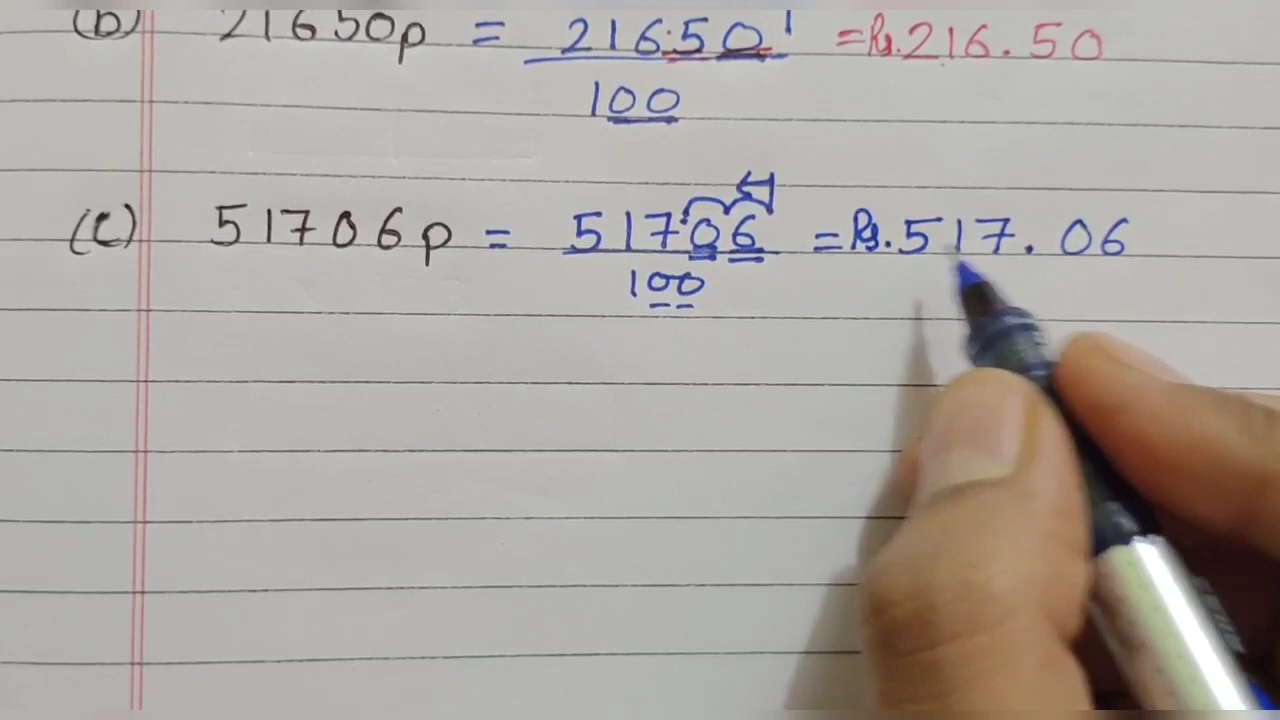 (b) 21650p = 216.50 = Rs.216.50
100
(c) 51706p = 517.06 = Rs.517.06
100